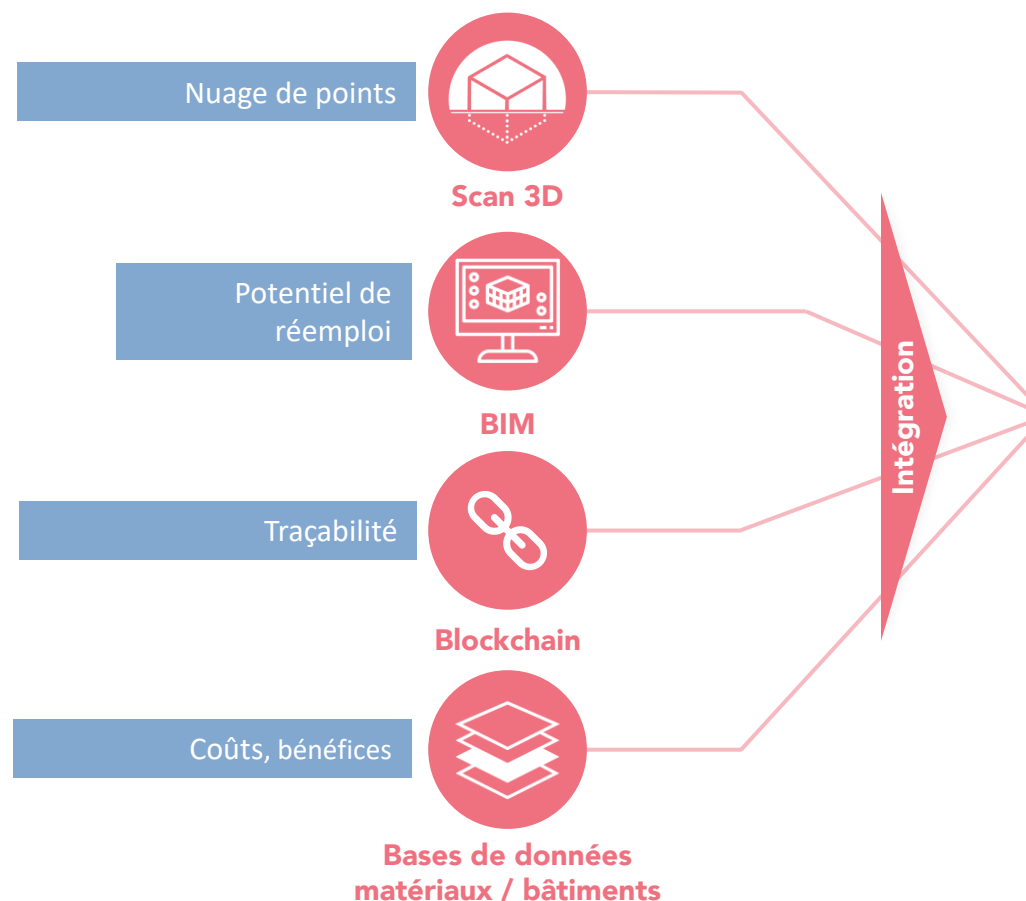 Nuage de points
Scan 3D
Potentiel de
réemploi
BIM
Traçabilité
Blockchain
Coûts, bénéfices
Bases de données
matériaux / bâtiments
Intégration